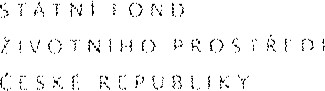 STÁTNÍ FOND
ŽIVOTNÍHO PROSTŘEDÍ
ČESKÉ REPUBLIKY